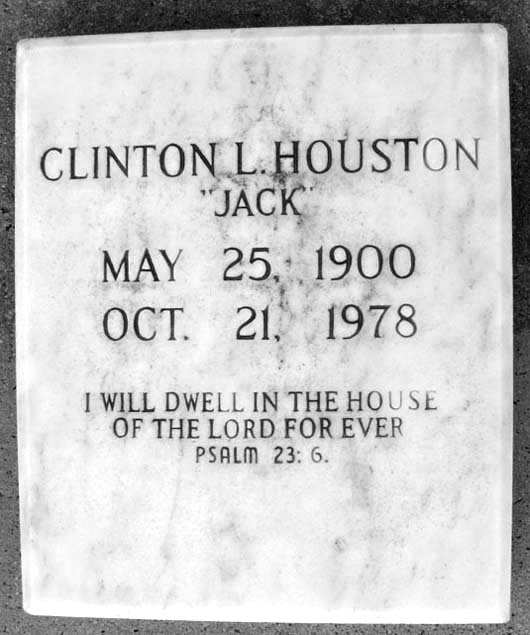 CLINTON L. HOUSTON
"JACK"
MAY 25, 1900
OCT. 21, 1978
I WILL DWELL IN THE HOUSE
OF THE LORD FOR EVER
PSALM 23: 6.